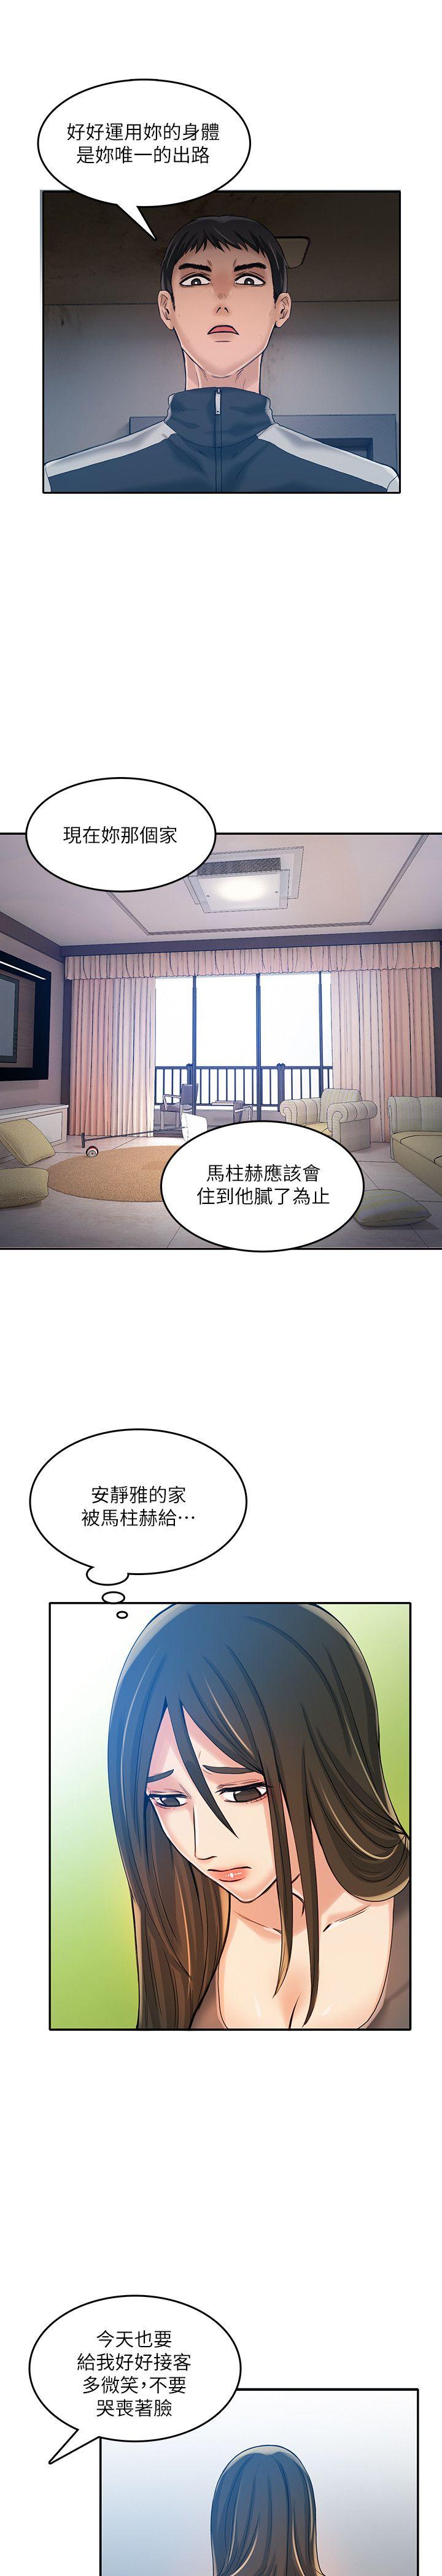 好好運用妳的身體
是妳唯一的出路
現在妳那個家
馬柱赫應該會
住到他膩了為止
安靜雅的家
被馬柱赫給⋯
今天也要
給我好好接客
多微笑，不要
哭喪著臉